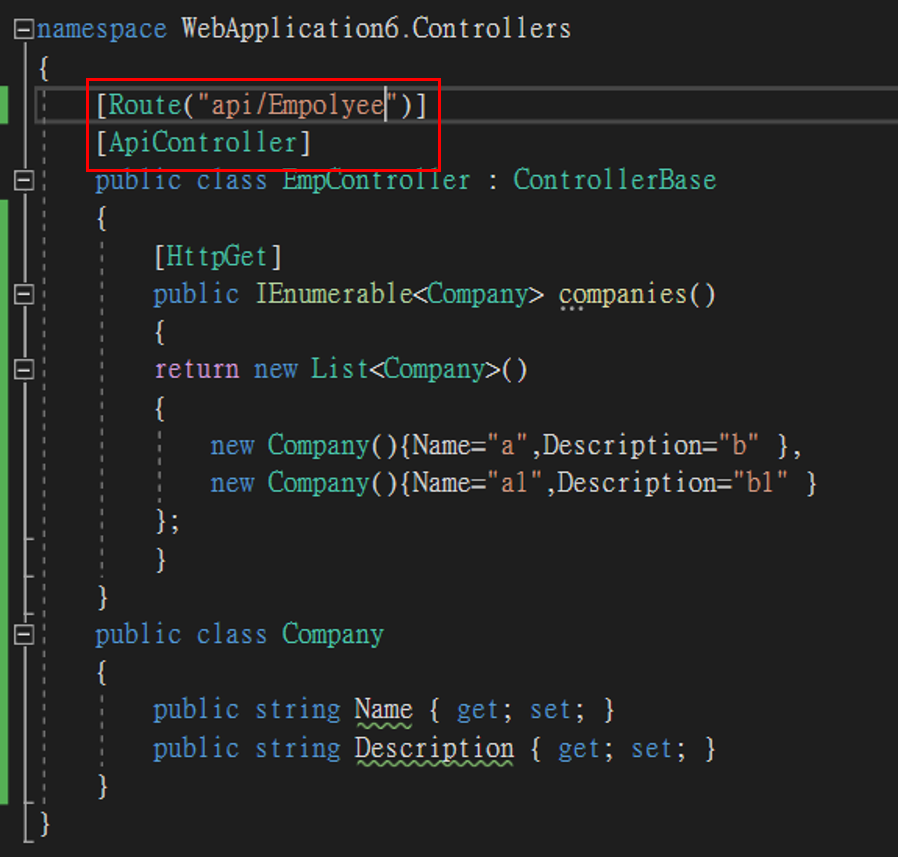 namespace WebApplication6.Controllers
{
[Route("api/Empolyee")]
[ApiController]
public class EmpController : ControllerBase
{
[HttpGet]
public IEnumerable<Company> companies()
{
return new List<Company>()
{
new Company(){Name="a",Description="b" },
new Company(){Name="a1",Description="b1" }
};
}
}
public class Company
{
public string Name { get; set; }
public string Description { get; set; }
}
}